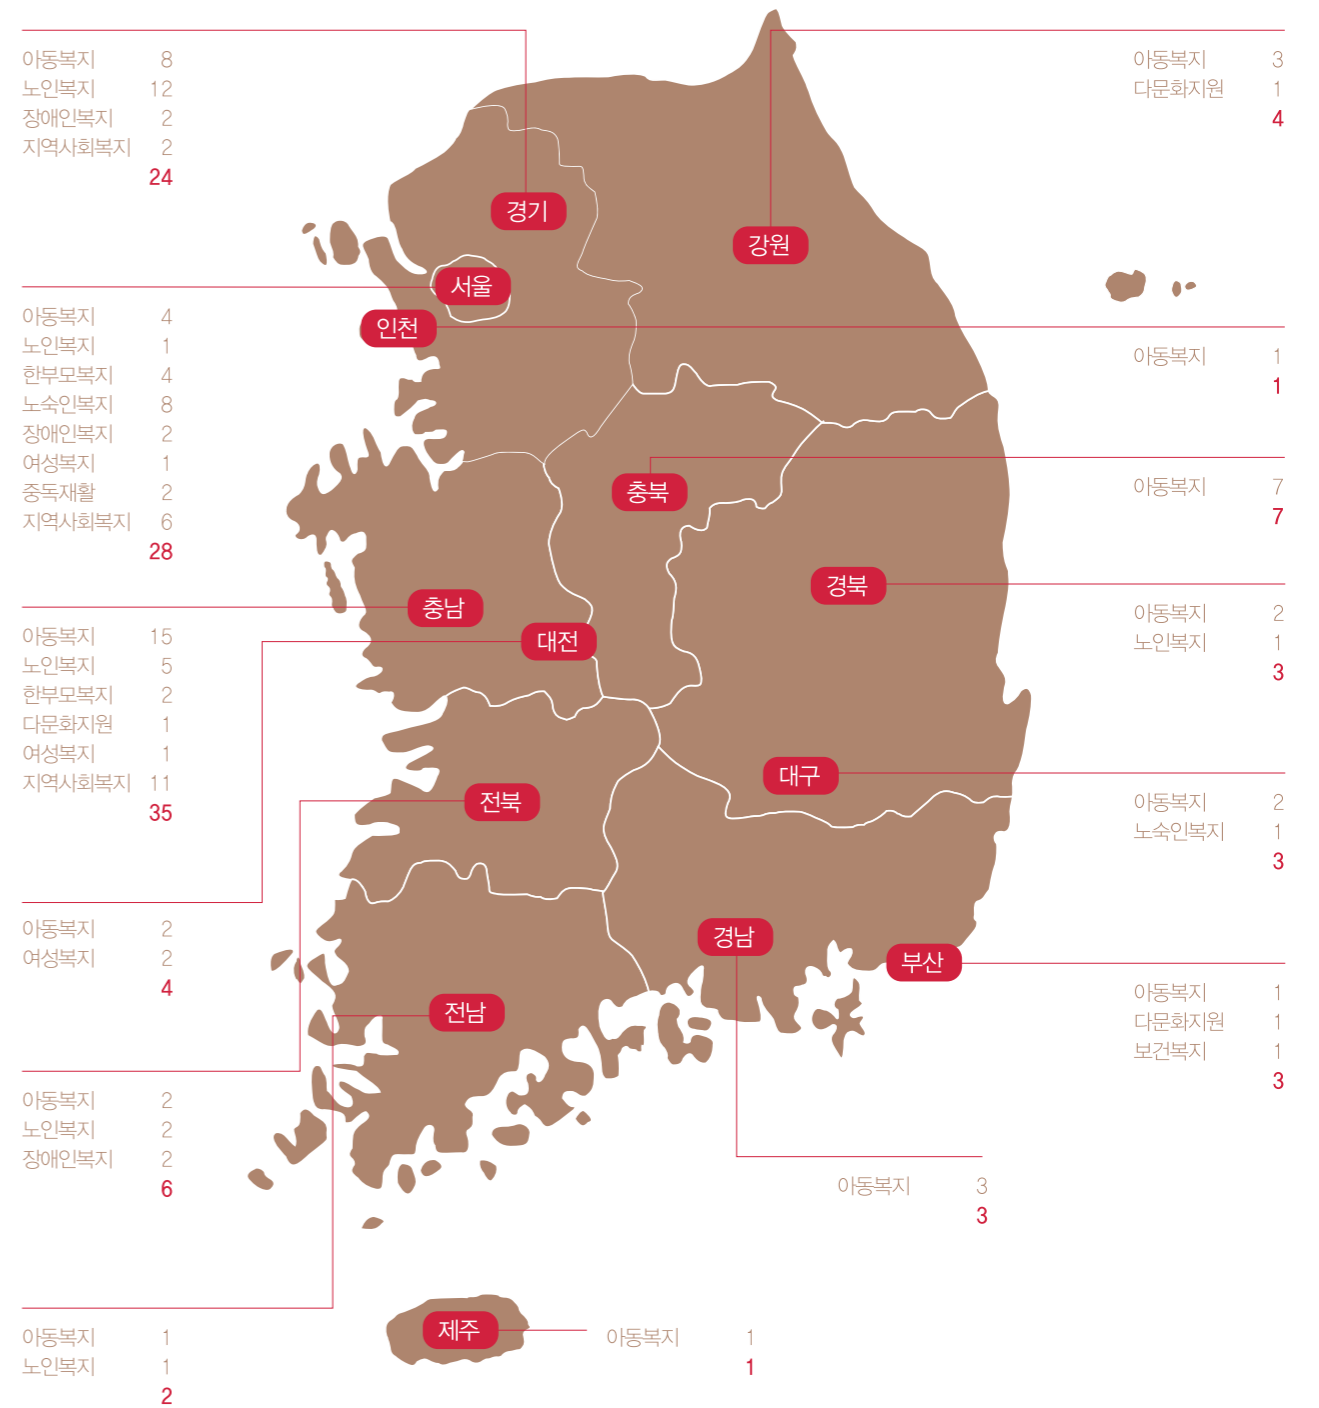 경기
아동복지 8
노인복지 12
장애인복지 2
지역사회복지 2
24
서울
아동복지 4
노인복지 1
한부모복지 4
노숙인복지 8
장애인복지 2
여성복지 1
중독재활 2
지역사회복지 6
28
충남
아동복지 15
노인복지 5
한부모복지 2
다문화지원 1
여성복지 1
지역사회복지 11
35
대전
아동복지 2
여성복지 2
4
전북
아동복지 2
노인복지 2
장애인복지 2
6
전남
아동복지 1
노인복지 1
2
강원
아동복지 3
다문화지원 1
4
인천
아동복지 1
1
충북
아동복지 7
7
경북
아동복지 2
노인복지 1
3
대구
아동복지 2
노숙인복지 1
3
부산
아동복지 1
다문화지원 1
보건복지 1
3
경남
아동복지 3
3
제주
아동복지 1
1